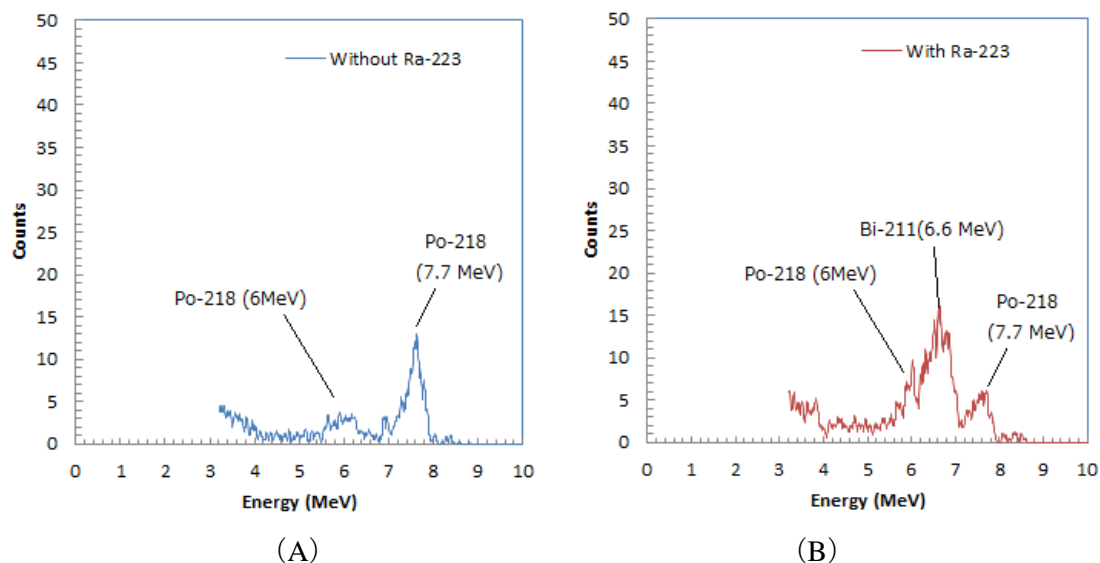 50
45
40
35
30
25
20
15
10
5
0
Counts
Without Ra-223
Po-218
(7.7 MeV)
Po-218 (6MeV)
0 1 2 3 4 5 6 7 8 9 10
Energy (MeV)
(A)
50
45
40
35
30
25
20
15
10
5
0
Counts
With Ra-223
Bi-211(6.6 MeV)
Po-218 (6MeV)
Po-218
(7.7 MeV)
0 1 2 3 4 5 6 7 8 9 10
Energy (MeV)
(B)